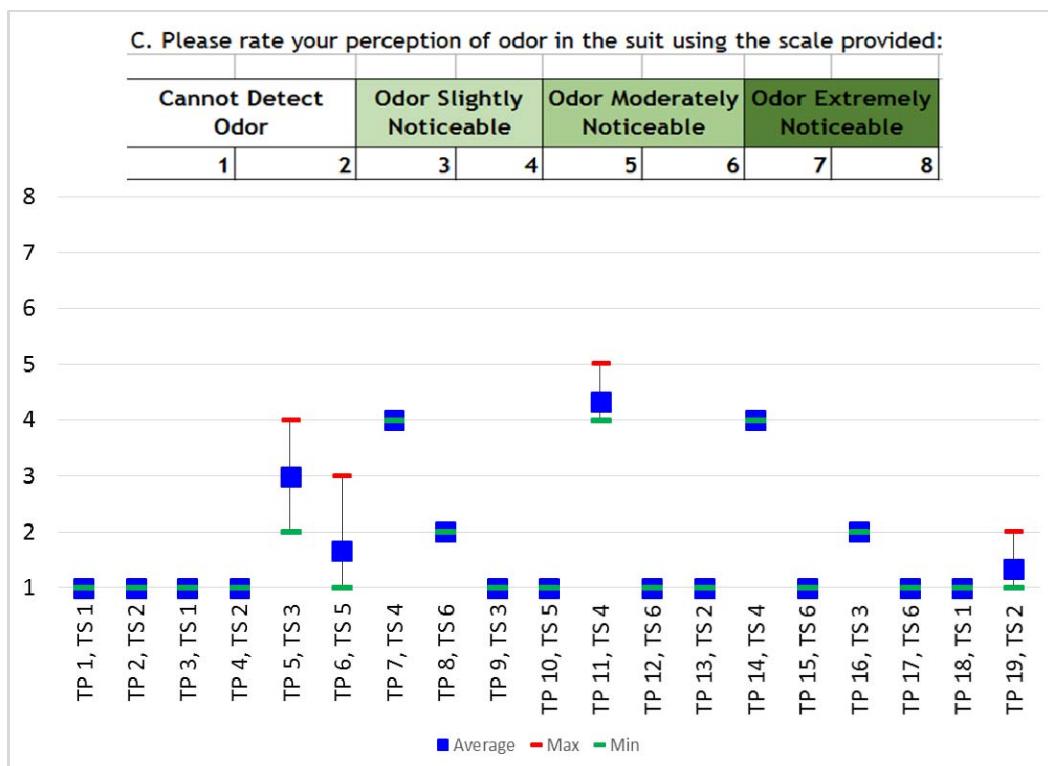 C. Please rate your perception of odor in the suit using the scale provided:
Cannot Detect Odor Slightly Odor Moderately Odor Extremely
Odor Noticeable Noticeable Noticeable
1 2 3 4 5 6 7 8
8
7
6
5
4
3
2
1
TP 1, TS 1
TP 2, TS 2
TP 3, TS 1
TP 4, TS 2
TP 5, TS 3
TP 6, TS 5
TP 7, TS 4
TP 8, TS 6
TP 9, TS 3
TP 10, TS 5
TP 11, TS 4
TP 12, TS 6
TP 13, TS 2
TP 14, TS 4
TP 15, TS 6
TP 16, TS 3
TP 17, TS 6
TP 18, TS 1
TP 19, TS 2
Average Max Min